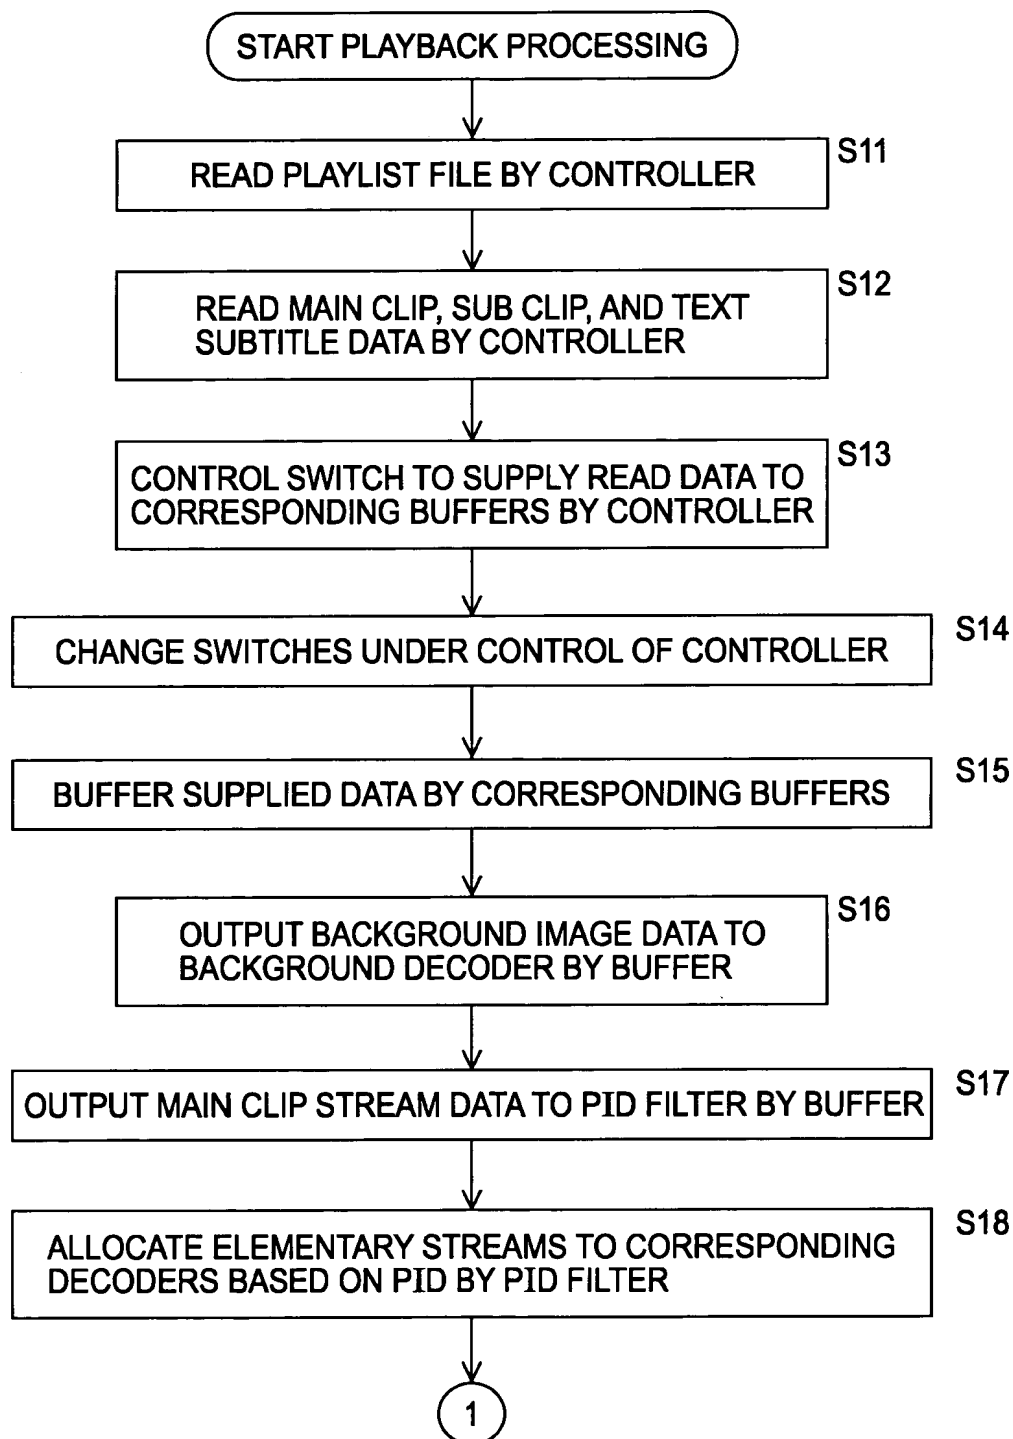 START PLAYBACK PROCESSING
S11
READ PLAYLIST FILE BY CONTROLLER
S12
READ MAIN CLIP, SUB CLIP, AND TEXT
SUBTITLE DATA BY CONTROLLER
S13
CONTROL SWITCH TO SUPPLY READ DATA TO
CORRESPONDING BUFFERS BY CONTROLLER
S14
CHANGE SWITCHES UNDER CONTROL OF CONTROLLER
S15
BUFFER SUPPLIED DATA BY CORRESPONDING BUFFERS
S16
OUTPUT BACKGROUND IMAGE DATA TO
BACKGROUND DECODER BY BUFFER
S17
OUTPUT MAIN CLIP STREAM DATA TO PID FILTER BY BUFFER
S18
ALLOCATE ELEMENTARY STREAMS TO CORRESPONDING
DECODERS BASED ON PID BY PID FILTER
1